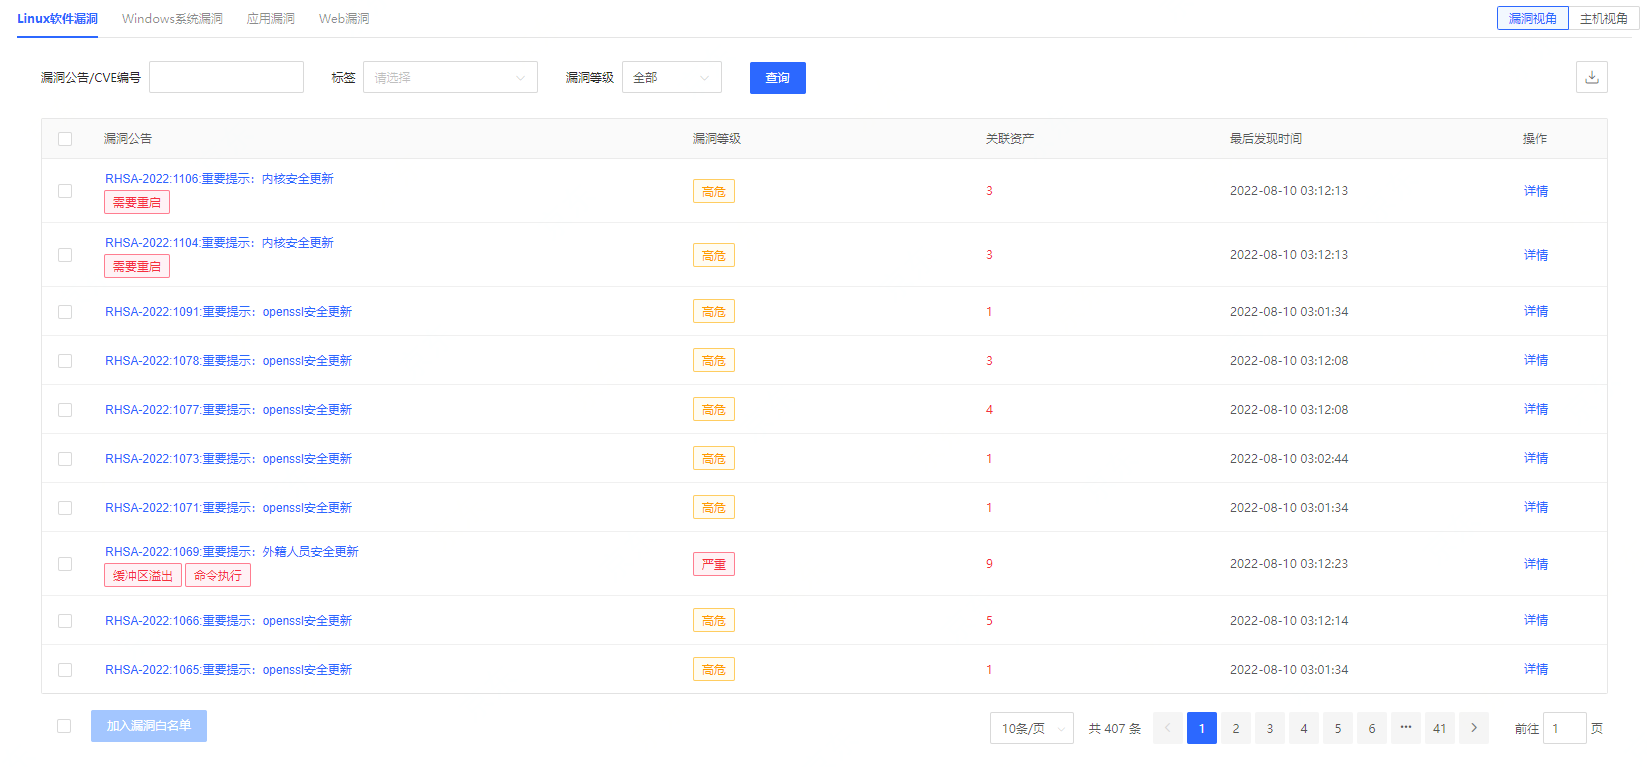 Linux软件漏洞 Windows系统漏洞 应用漏洞 Web漏洞 漏洞视角 主机视角
漏洞公告/CVE编号 标签 请选择 漏洞等级 全部 查询
漏洞公告 漏洞等级 关联资产 最后发现时间 操作
RHSA-2022:1106:重要提示：内核安全更新
需要重启 高危 3 2022-08-10 03:12:13 详情
RHSA-2022:1104:重要提示：内核安全更新
需要重启 高危 3 2022-08-10 03:12:13 详情
RHSA-2022:1091:重要提示：openssl安全更新 高危 1 2022-08-10 03:01:34 详情
RHSA-2022:1078:重要提示：openssl安全更新 高危 3 2022-08-10 03:12:08 详情
RHSA-2022:1077:重要提示：openssl安全更新 高危 4 2022-08-10 03:12:08 详情
RHSA-2022:1073:重要提示：openssl安全更新 高危 1 2022-08-10 03:02:44 详情
RHSA-2022:1071:重要提示：openssl安全更新 高危 1 2022-08-10 03:01:34 详情
RHSA-2022:1069:重要提示：外籍人员安全更新
缓冲区溢出 命令执行 严重 9 2022-08-10 03:12:23 详情
RHSA-2022:1066:重要提示：openssl安全更新 高危 5 2022-08-10 03:12:14 详情
RHSA-2022:1065:重要提示：openssl安全更新 高危 1 2022-08-10 03:01:34 详情
加入漏洞白名单 10条/页 共 407 条 1 2 3 4 5 6 ••• 41 前往 1 页